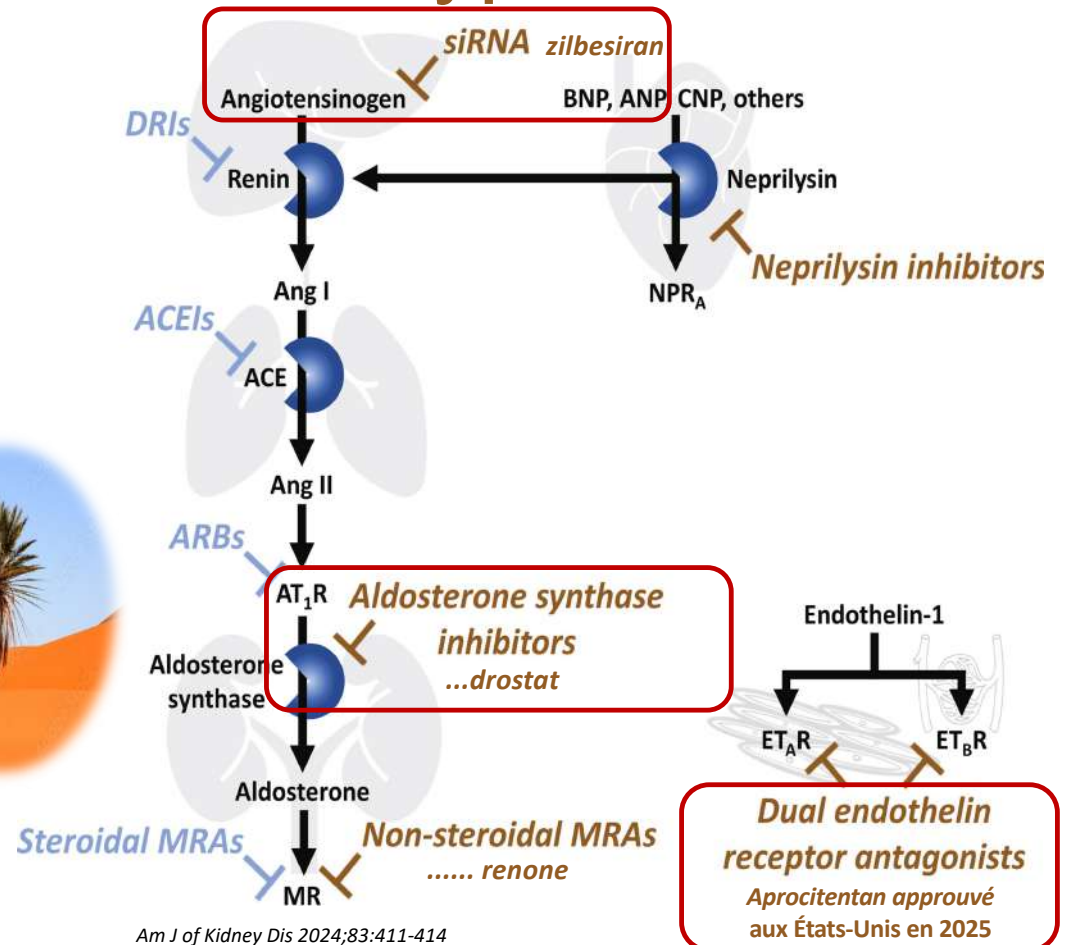 siRNA zilbesiran
Angiotensinogen
BNP, ANP, CNP, others
DRIs
Renin
Neprilysin
Neprilysin inhibitors
Ang I
NPRA
ACEIs
ACE
Ang II
ARBs
AT1R
Aldosterone synthase
inhibitors
...drostat
Aldosterone
synthase
Endothelin-1
ETAR
ETBR
Aldosterone
Dual endothelin
receptor antagonists
Aprocitentan approuvé
aux États-Unis en 2025
Steroidal MRAs
Non-steroidal MRAs
...... renone
MR
Am J of Kidney Dis 2024;83:411-414